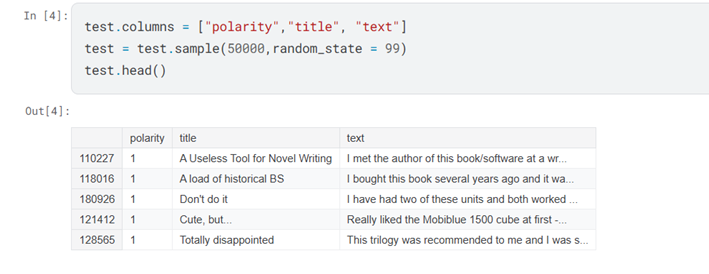 In [4]:
test.columns = ["polarity","title", "text"]
test = test.sample(50000,random_state = 99)
test.head()
Out[4]:
polarity title text
110227 1 A Useless Tool for Novel Writing I met the author of this book/software at a wr...
118016 1 A load of historical BS I bought this book several years ago and it wa...
180926 1 Don't do it I have had two of these units and both worked ...
121412 1 Cute, but... Really liked the Mobiblue 1500 cube at first -...
128565 1 Totally disappointed This trilogy was recommended to me and I was s...